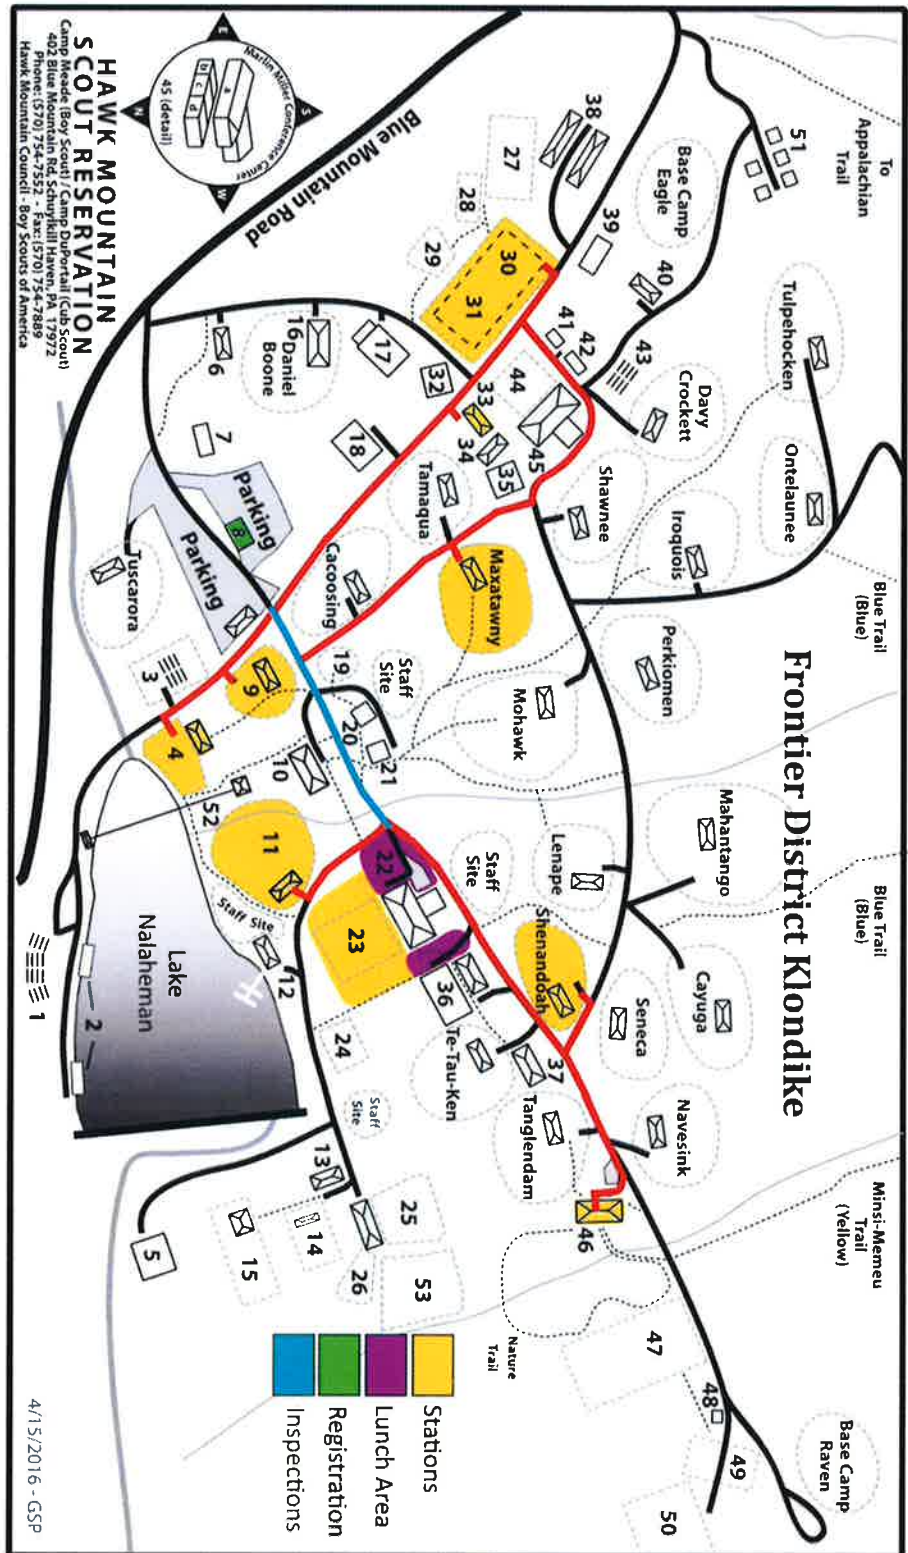 Frontier District Klondike
To
Appalachian
Trail
Blue Trail
(Blue)
Blue Trail
(Blue)
Minsi-Memeu
Trail
(Yellow)
51
Base Camp
Eagle
Tulpehocken
Ontelaunee
38
27
28
29
39
40
30
31
41
42
43
44
45
Davy
Crockett
Shawnee
Iroquois
Perkiomen
Mahantango
Cayuga
Seneca
Navesink
Base Camp
Raven
Blue Mountain Road
16
Daniel
Boone
17
32
33
34
35
18
6
7
Tamaqua
Maxatawny
Mohawk
Lenape
Shenandoah
Cacoosing
Parking
8
Parking
Tuscarora
19
Staff
Site
20
21
10
9
3
4
52
11
22
23
Staff
Site
36
37
Te-Tau-Ken
Tanglendam
46
47
48
49
50
Nature
Trail
Staff Site
12
24
Staff
Site
13
14
15
25
26
53
5
1
2
Lake
Nalaheman
Stations
Lunch Area
Registration
Inspections
Marlin Miller Conference Center
E
S
W
N
a
b
c
d
45 (detail)
HAWK MOUNTAIN
SCOUT RESERVATION
Camp Meade (Boy Scout) / Camp DuPortail (Cub Scout)
402 Blue Mountain Rd, Schuylkill Haven, PA 17972
Phone: (570) 754-7552 - Fax: (570) 754-7889
Hawk Mountain Council - Boy Scouts of America
4/15/2016 - GSP